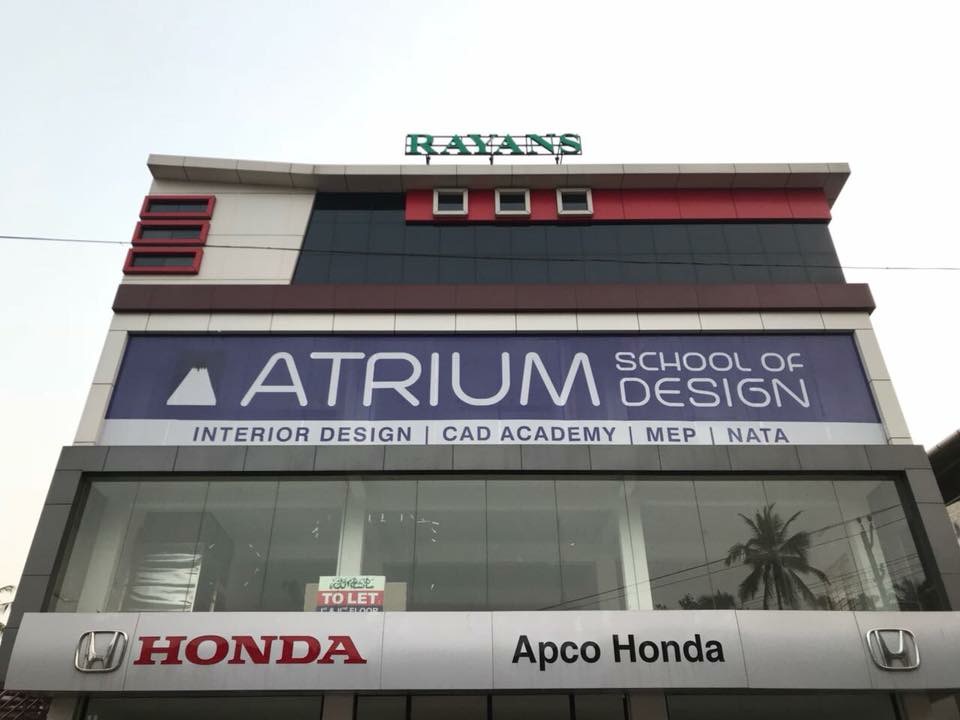 RAYANS
ATRIUM SCHOOL OF DESIGN
INTERIOR DESIGN | CAD ACADEMY | MEP | NATA
TO LET
HONDA
Apco Honda